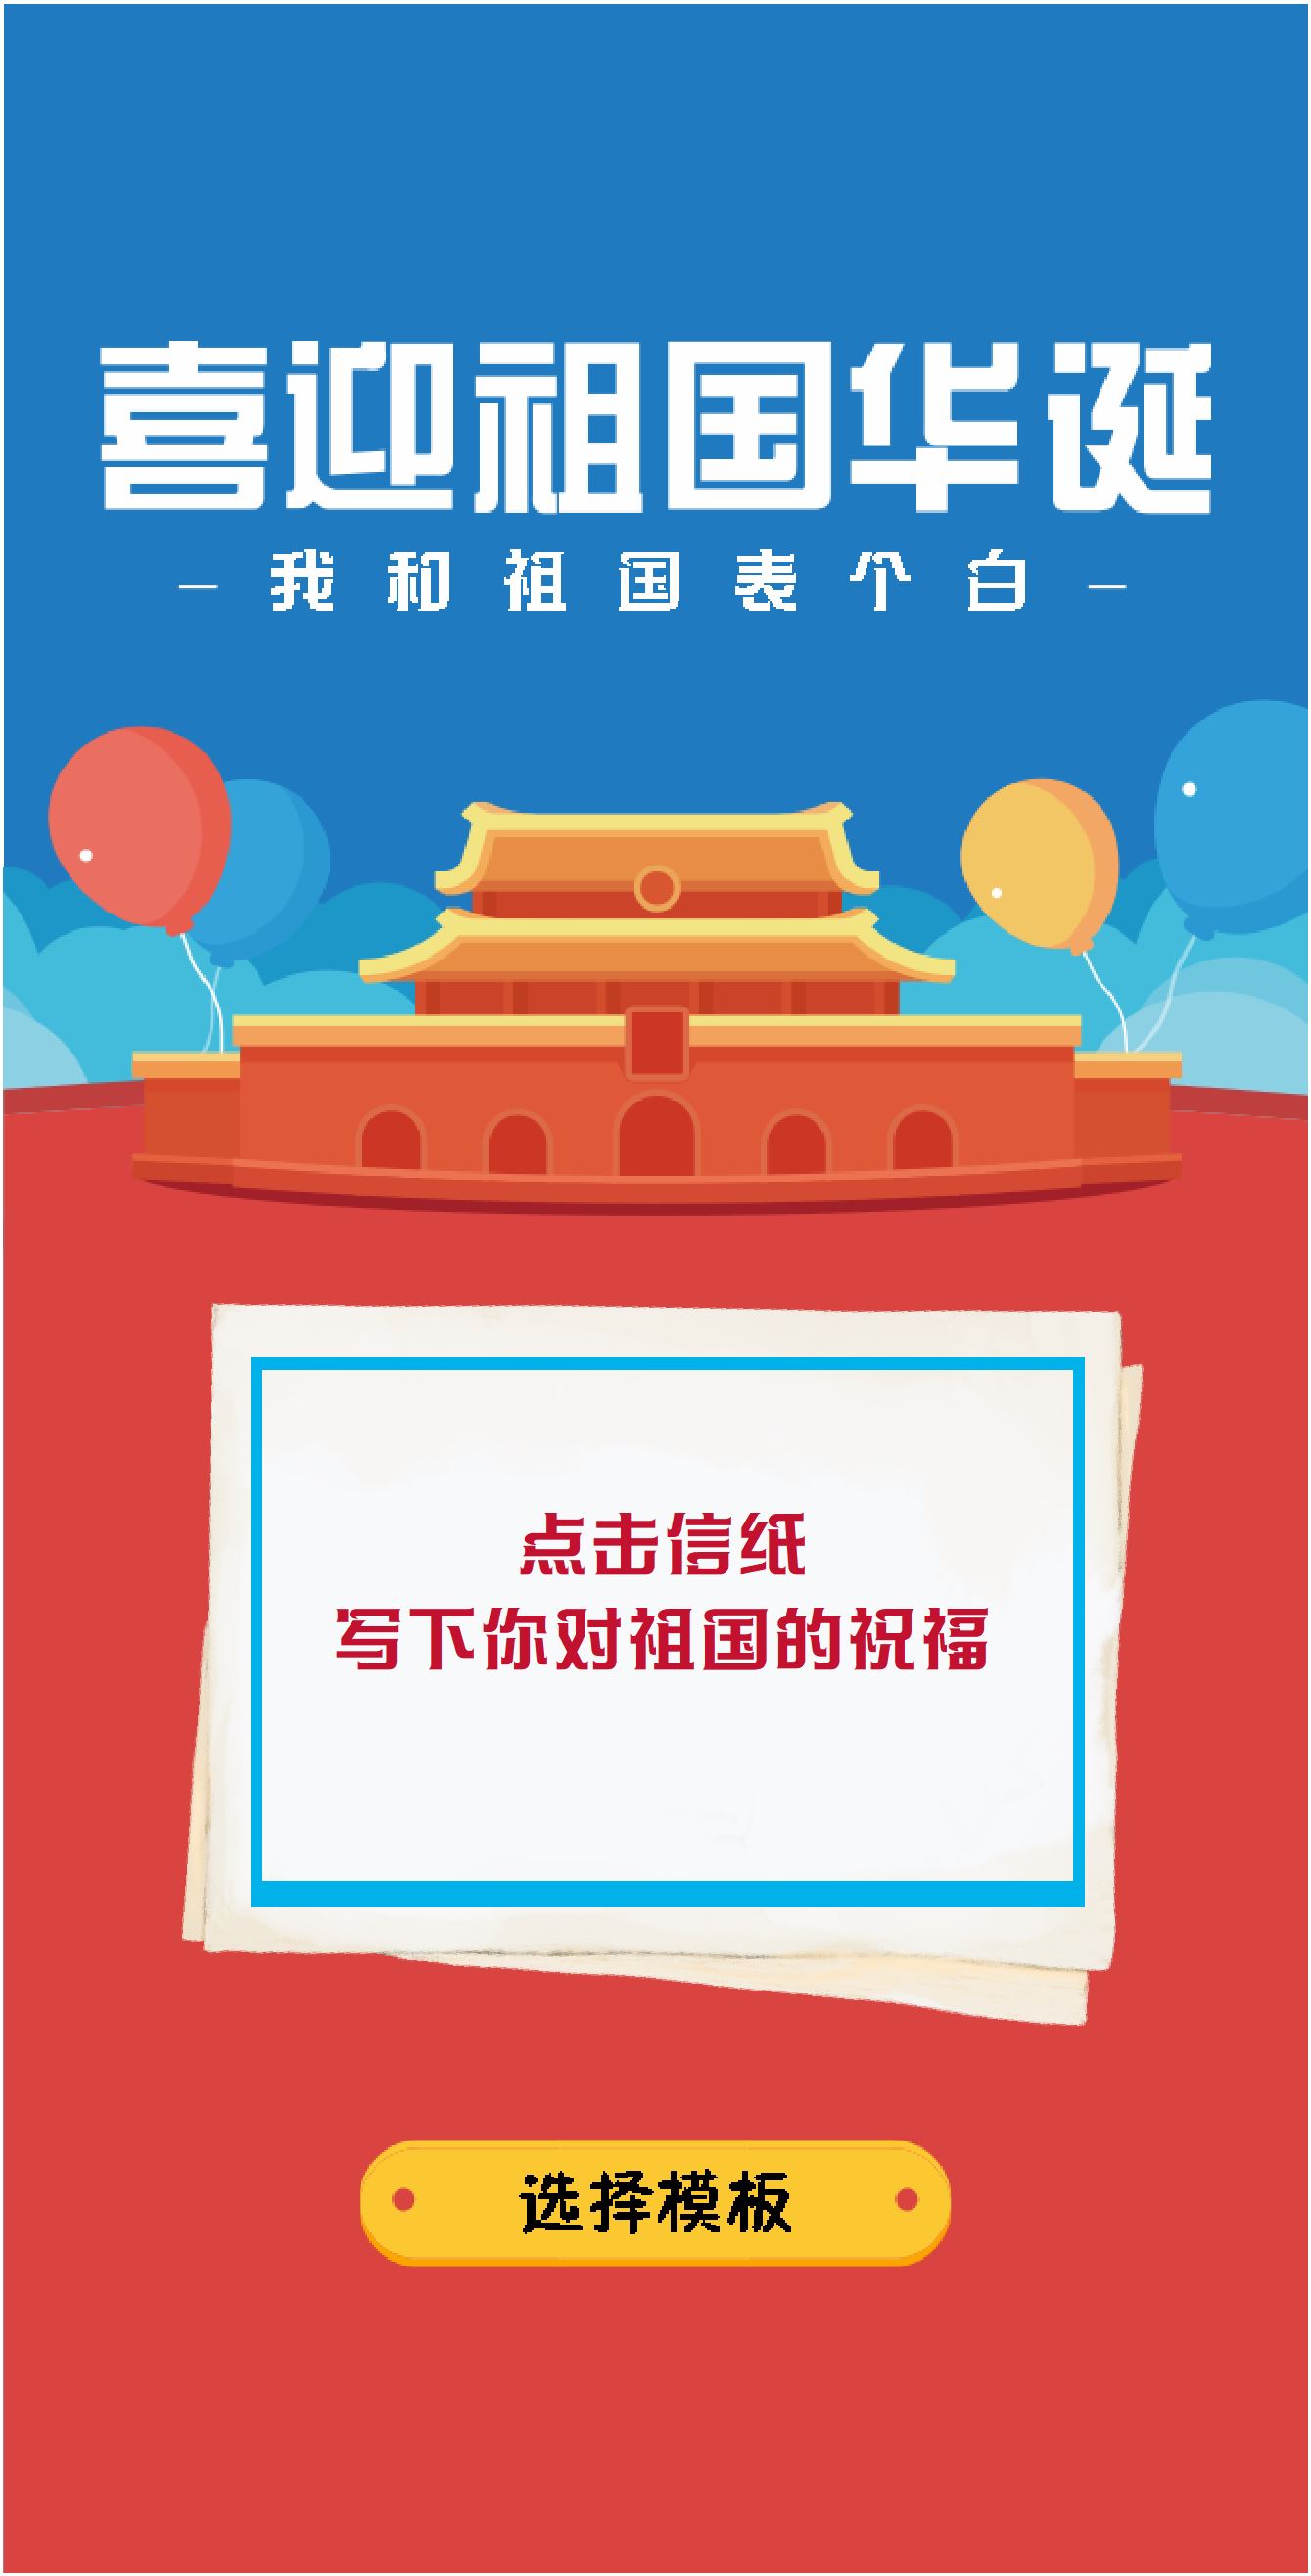 喜迎祖国华诞
— 我和祖国表个白 —
点击信纸
写下你对祖国的祝福
选择模板